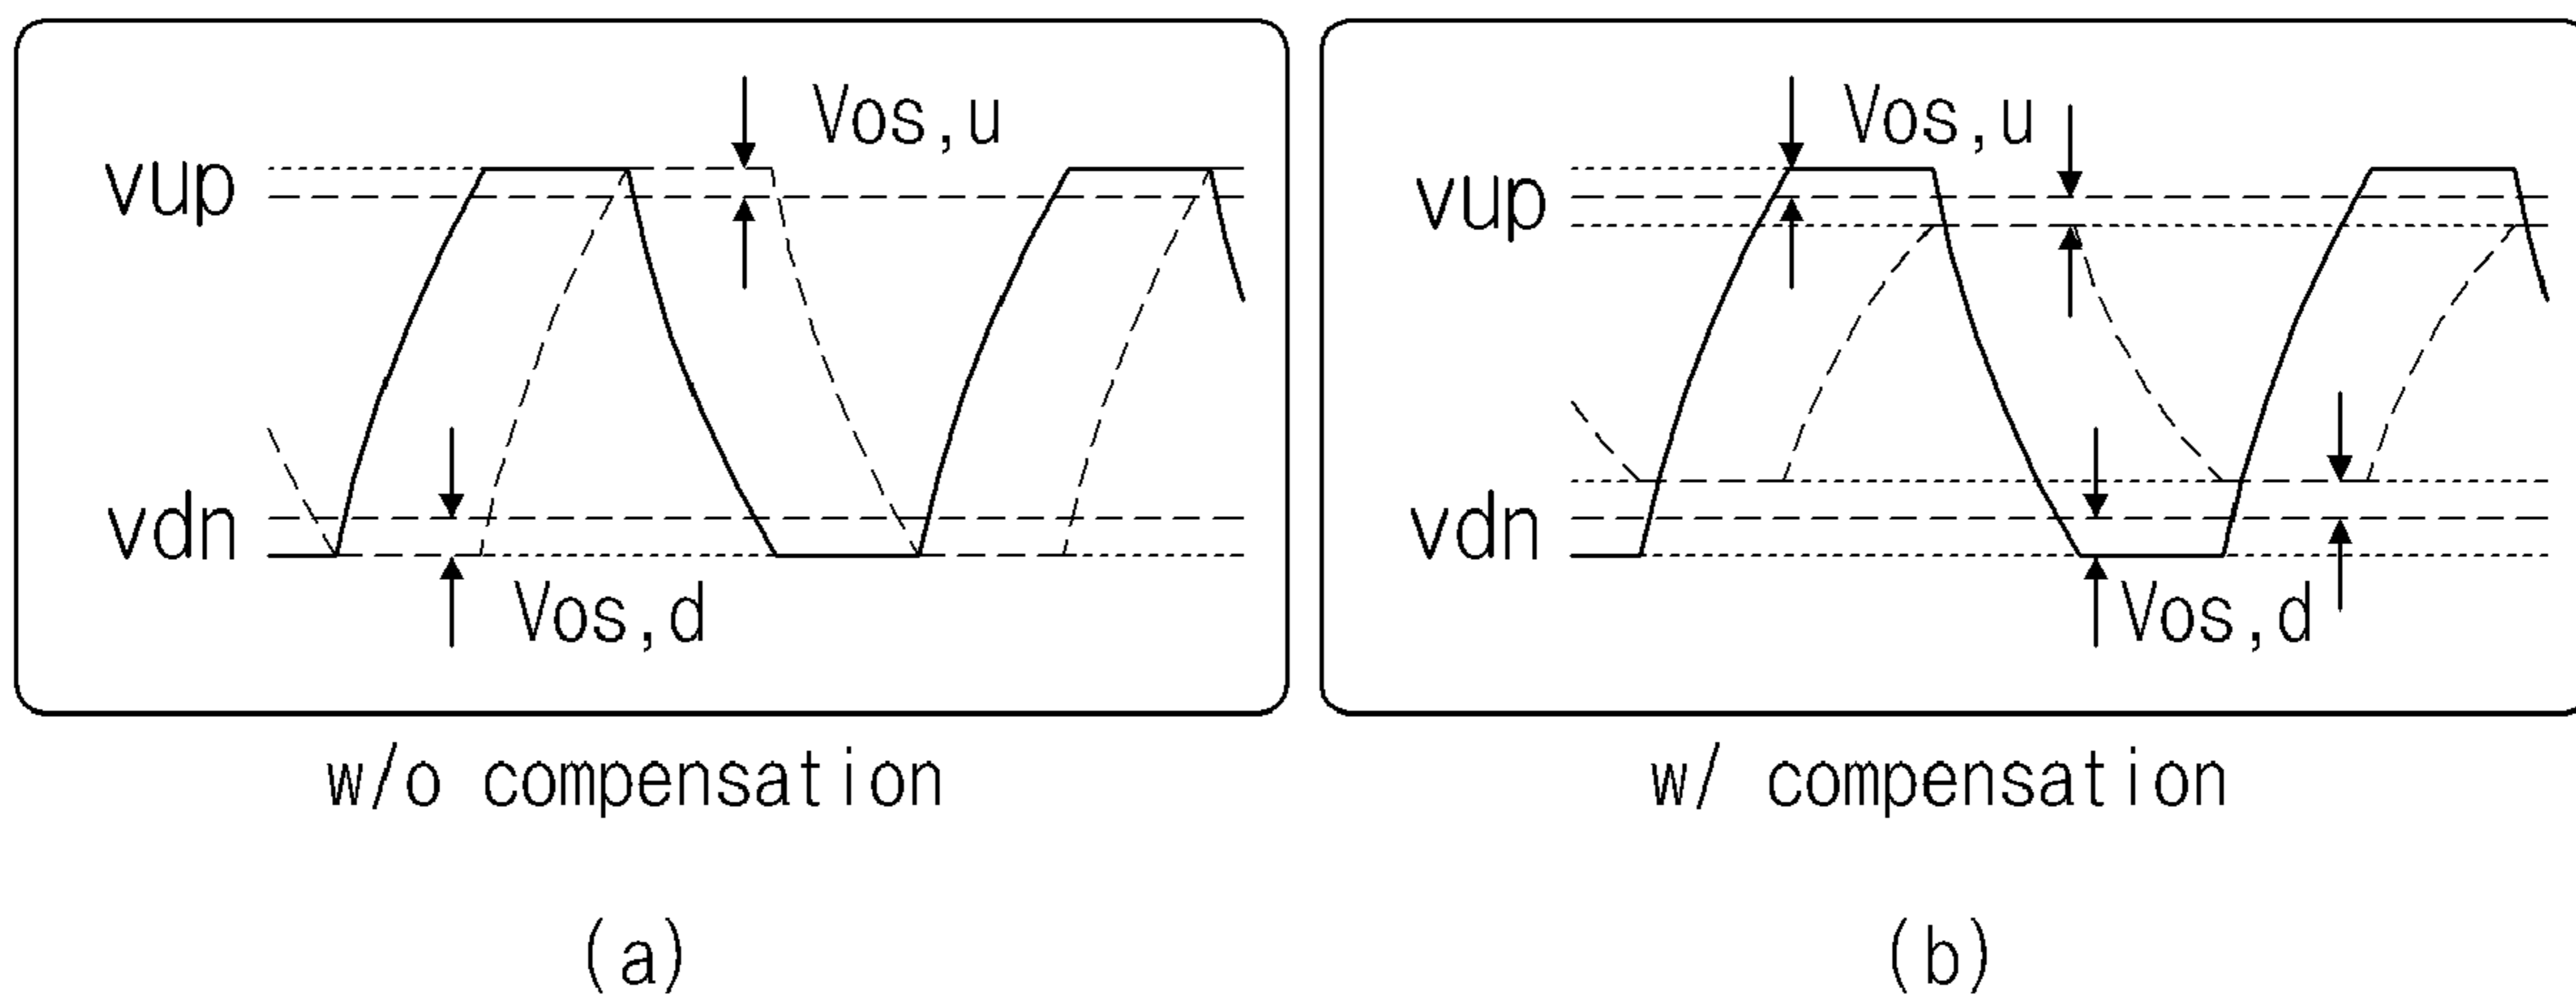 Vos,u
vup
vdn
Vos,d
w/o compensation
(a)
Vos,u
vup
vdn
Vos,d
w/ compensation
(b)